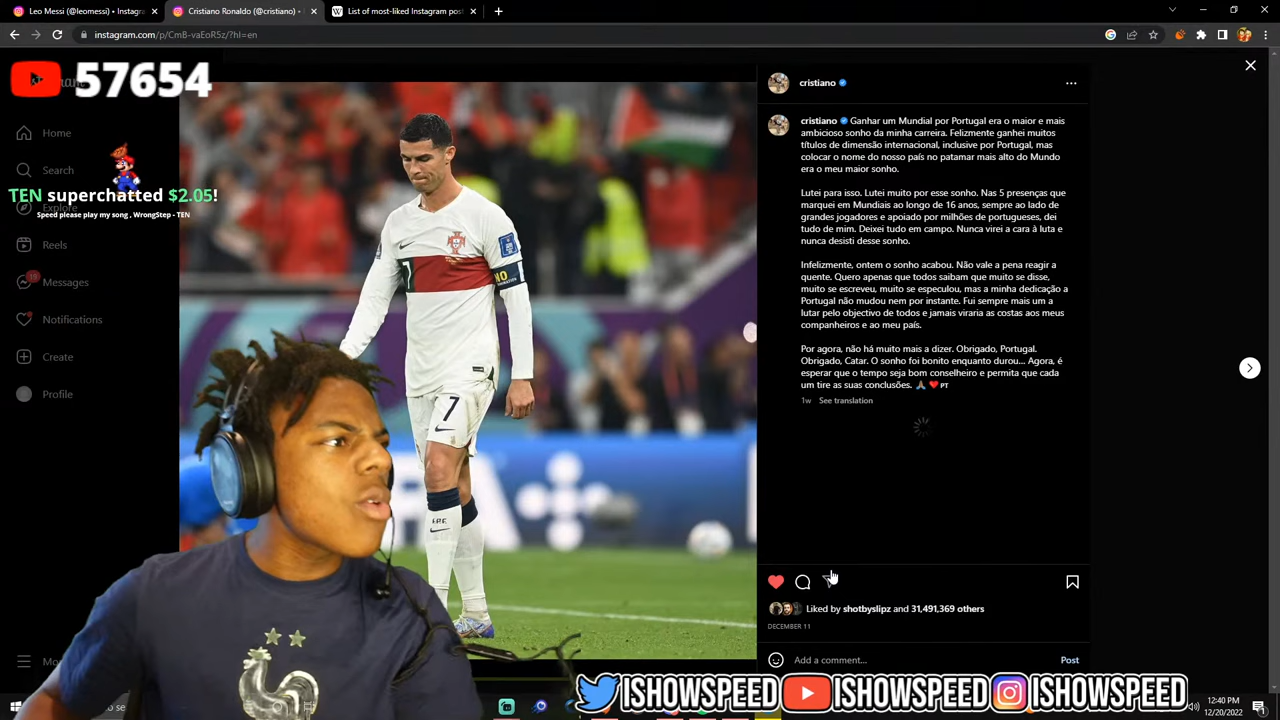 Leo Messi (@leomessi) • Instagra
Cristiano Ronaldo (@cristiano) •
List of most-liked Instagram post
instagram.com/p/CmB-vaEoR5z/?hl=en
57654
Home
Search
TEN superchatted $2.05!
Speed please play my song , WrongStep - TEN
Explore
Reels
19
Messages
Notifications
Create
Profile
NO
7
7
F.P.F.
cristiano
cristiano Ganhar um Mundial por Portugal era o maior e mais
ambicioso sonho da minha carreira. Felizmente ganhei muitos
títulos de dimensão internacional, inclusive por Portugal, mas
colocar o nome do nosso país no patamar mais alto do Mundo
era o meu maior sonho.
Lutei para isso. Lutei muito por esse sonho. Nas 5 presenças que
marquei em Mundiais ao longo de 16 anos, sempre ao lado de
grandes jogadores e apoiado por milhões de portugueses, dei
tudo de mim. Deixei tudo em campo. Nunca virei a cara à luta e
nunca desisti desse sonho.
Infelizmente, ontem o sonho acabou. Não vale a pena reagir a
quente. Quero apenas que todos saibam que muito se disse,
muito se escreveu, muito se especulou, mas a minha dedicação a
Portugal não mudou nem por instante. Fui sempre mais um a
lutar pelo objectivo de todos e jamais viraria as costas aos meus
companheiros e ao meu país.
Por agora, não há muito mais a dizer. Obrigado, Portugal.
Obrigado, Catar. O sonho foi bonito enquanto durou... Agora, é
esperar que o tempo seja bom conselheiro e permita que cada
um tire as suas conclusões. 🙏🏽 ❤️ PT
1w See translation
Liked by shotbyslipz and 31,491,369 others
DECEMBER 11
Add a comment...
Post
ISHOWSPEED ISHOWSPEED ISHOWSPEED
12:40 PM
12/20/2022